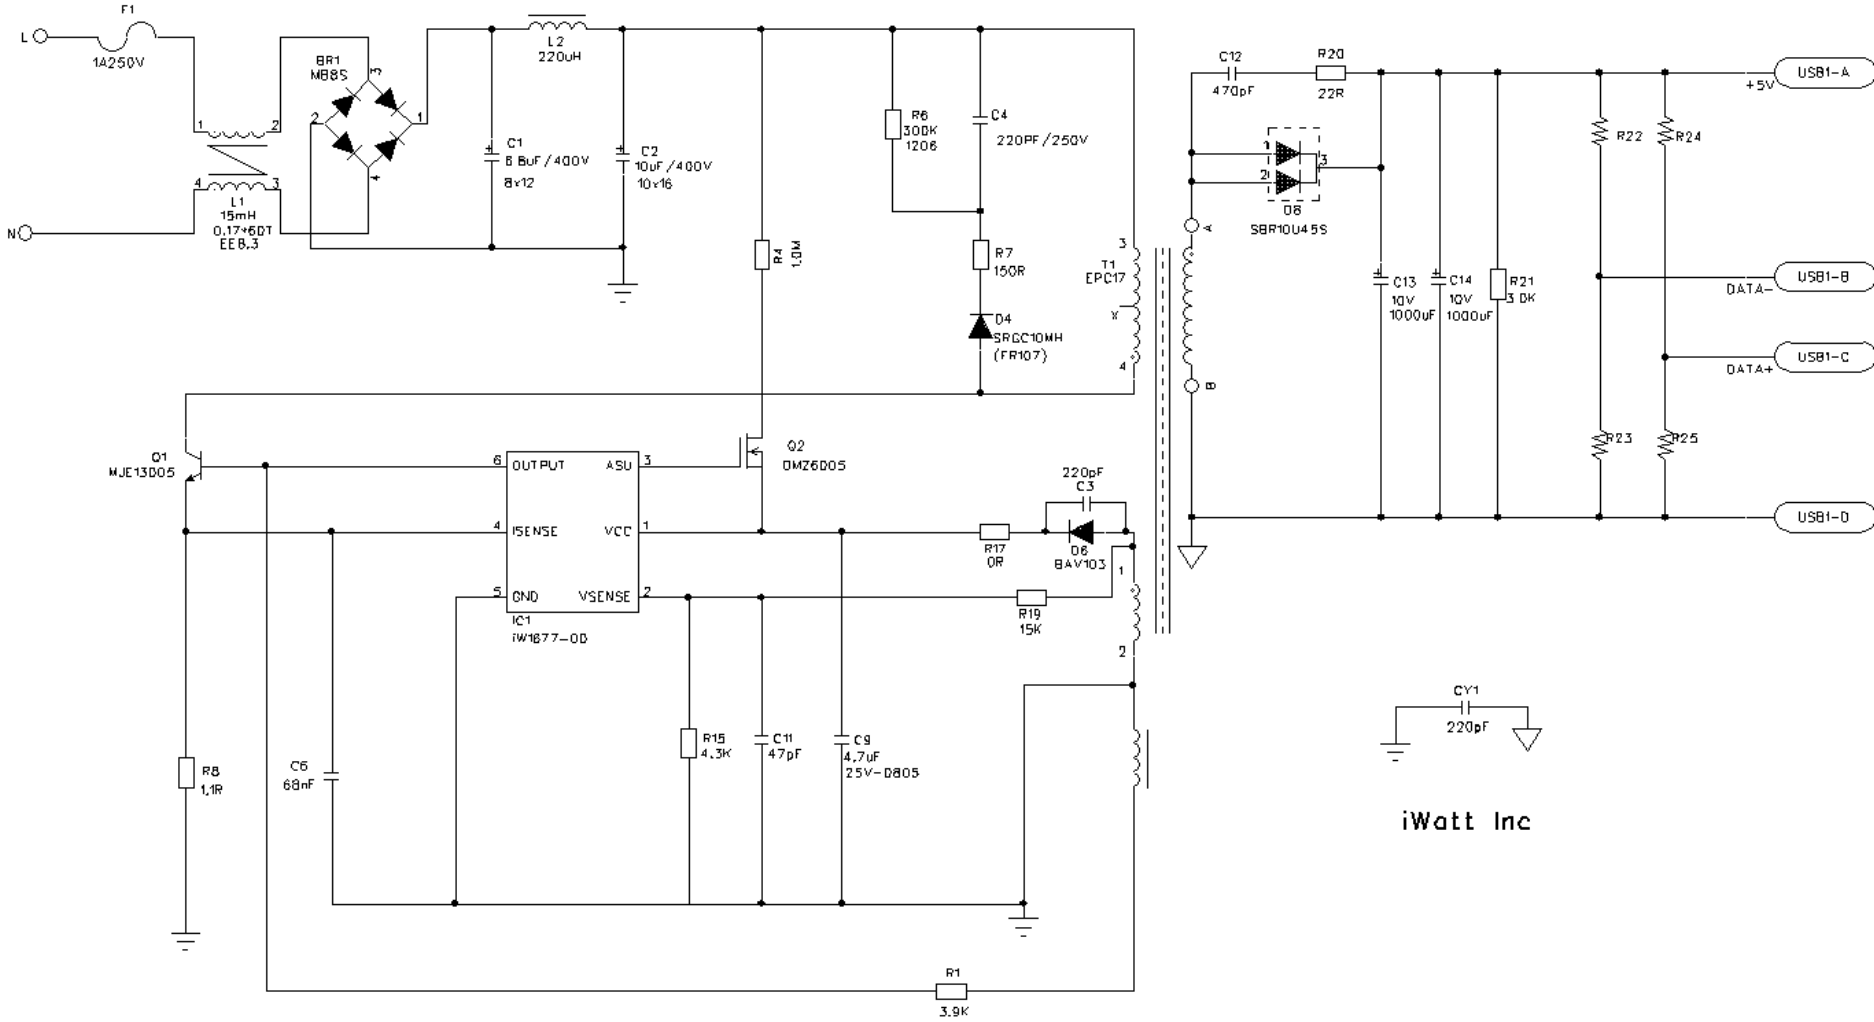 F1
L
1A250V
BR1
MB8S
3
2
1
4
1
2
4
3
L1
15mH
0.17*60T
EE8.3
N
L2
220uH
C1
6.8uF/400V
8x12
C2
10uF/400V
10x16
R4
1.0M
R6
300K
1206
C4
220PF/250V
R7
150R
D4
SRGC10MH
(FR107)
T1
EPC17
3
X
4
A
B
C12
470pF
R20
22R
1
2
3
D8
SBR10U45S
C13
10V
1000uF
C14
10V
1000uF
R21
3.0K
R22
R24
R23
R25
+5V
USB1-A
DATA-
USB1-B
DATA+
USB1-C
USB1-D
Q1
MJE13005
6 OUTPUT
ASU 3
4 ISENSE
VCC 1
5 GND
VSENSE 2
IC1
iW1677-00
Q2
DMZ6005
220pF
C3
R17
0R
D6
BAV103
1
2
R19
15K
R8
1.1R
C6
68nF
R15
4.3K
C11
47pF
C9
4.7uF
25V-0805
R1
3.9K
CY1
220pF
iWatt Inc